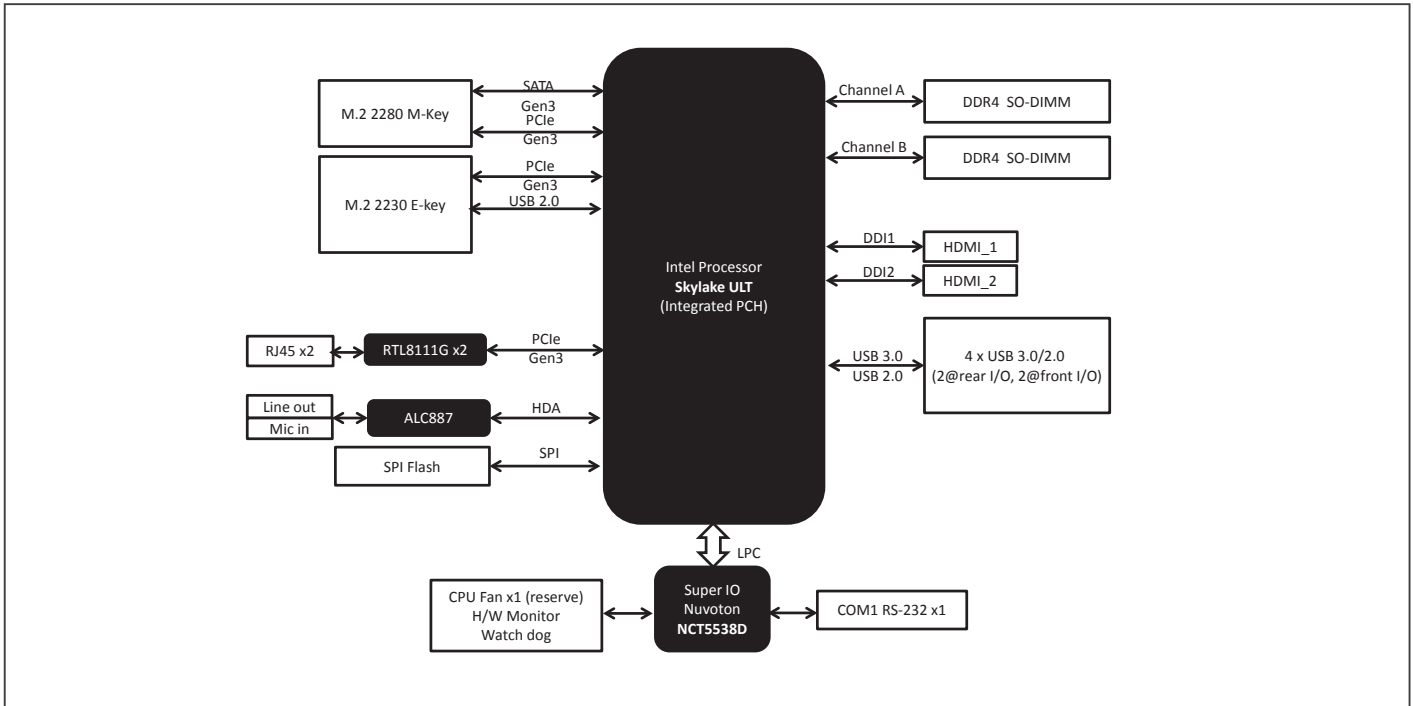 SATA
Gen3
M.2 2280 M-Key
PCIe
Gen3
PCIe
Gen3
M.2 2230 E-key
USB 2.0
RJ45 x2
RTL8111G x2
PCIe
Gen3
Line out
Mic in
ALC887
HDA
SPI Flash
SPI
Intel Processor
Skylake ULT
(Integrated PCH)
Channel A
DDR4 SO-DIMM
Channel B
DDR4 SO-DIMM
DDI1
HDMI_1
DDI2
HDMI_2
USB 3.0
USB 2.0
4 x USB 3.0/2.0
(2@rear I/O, 2@front I/O)
LPC
CPU Fan x1 (reserve)
H/W Monitor
Watch dog
Super IO
Nuvoton
NCT5538D
COM1 RS-232 x1